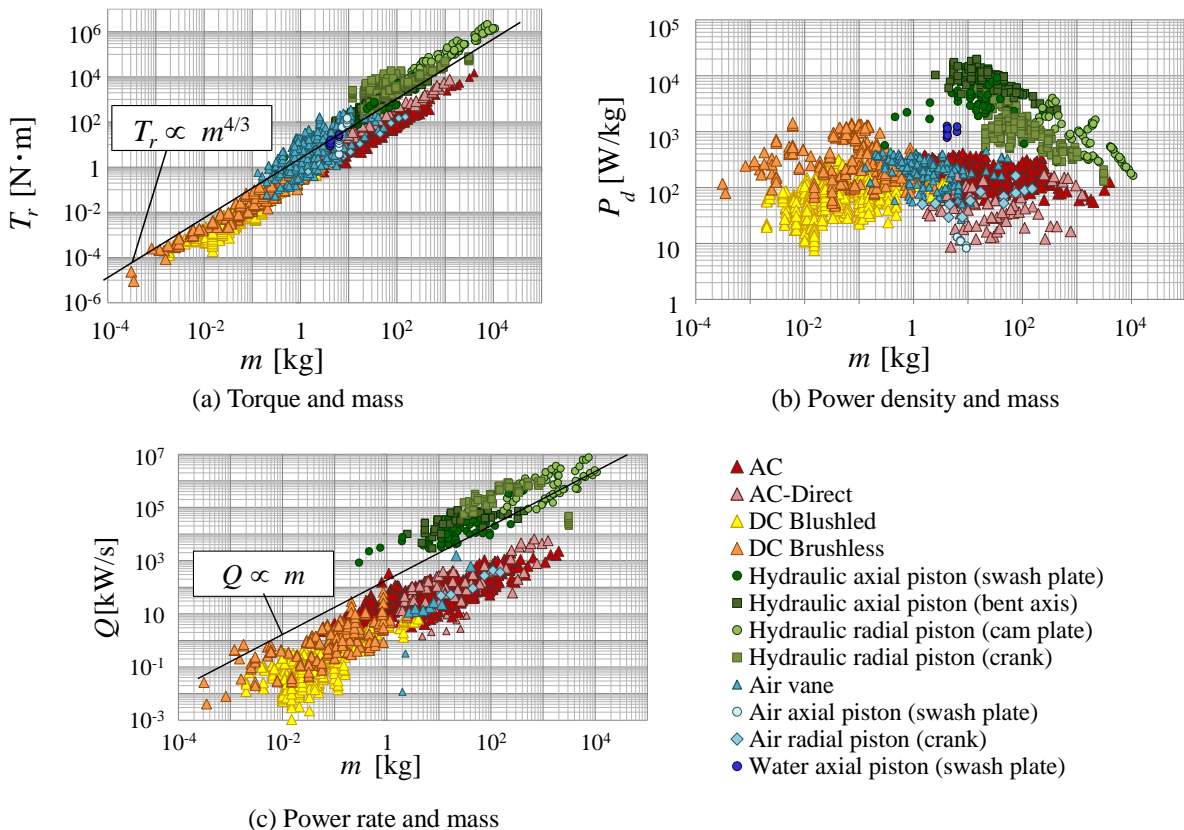 10^6
10^4
10^2
1
10^-2
10^-4
10^-6
T_r [N・m]
T_r ∝ m^4/3
10^-4 10^-2 1 10^2 10^4
m [kg]
(a) Torque and mass
10^5
10^4
10^3
10^2
10
1
P_d [W/kg]
10^-4 10^-2 1 10^2 10^4
m [kg]
(b) Power density and mass
10^7
10^5
10^3
10
10^-1
10^-3
Q [kW/s]
Q ∝ m
10^-4 10^-2 1 10^2 10^4
m [kg]
(c) Power rate and mass
AC
AC-Direct
DC Blushled
DC Brushless
Hydraulic axial piston (swash plate)
Hydraulic axial piston (bent axis)
Hydraulic radial piston (cam plate)
Hydraulic radial piston (crank)
Air vane
Air axial piston (swash plate)
Air radial piston (crank)
Water axial piston (swash plate)